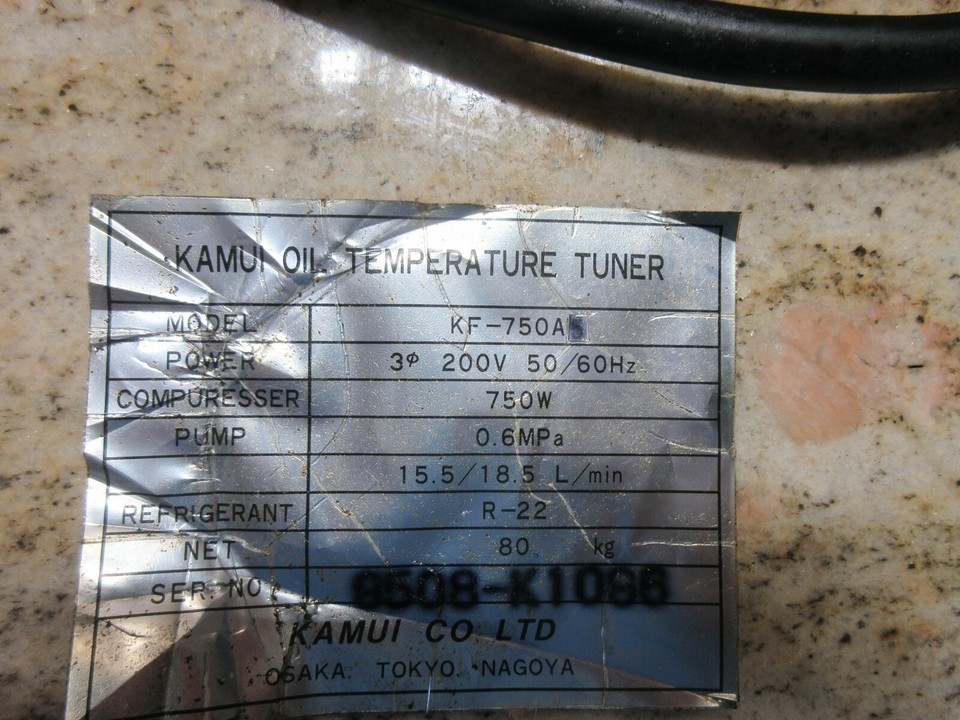 KAMUI OIL TEMPERATURE TUNER
MODEL KF-750A
POWER 3φ 200V 50/60Hz
COMPURESSER 750W
PUMP 0.6MPa
15.5/18.5 L/min
REFRIGERANT R-22
NET 80 kg
SER. NO
KAMUI CO LTD
OSAKA. TOKYO. NAGOYA